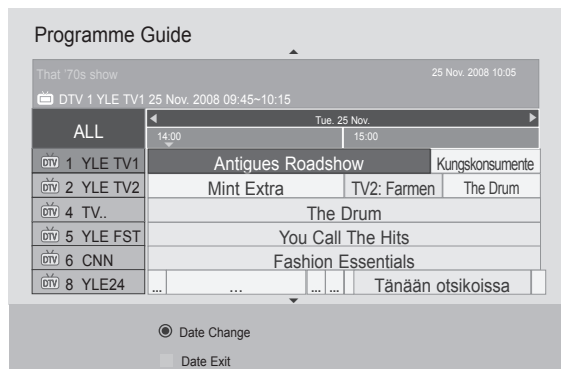 Programme Guide
That '70s show 25 Nov. 2008 10:05
DTV 1 YLE TV1 25 Nov. 2008 09:45~10:15
ALL
Tue. 25 Nov.
14:00 15:00
DTV 1 YLE TV1 Antigues Roadshow Kungskonsumente
DTV 2 YLE TV2 Mint Extra TV2: Farmen The Drum
DTV 4 TV.. The Drum
DTV 5 YLE FST You Call The Hits
DTV 6 CNN Fashion Essentials
DTV 8 YLE24 ... ... ... ... Tänään otsikoissa
Date Change
Date Exit